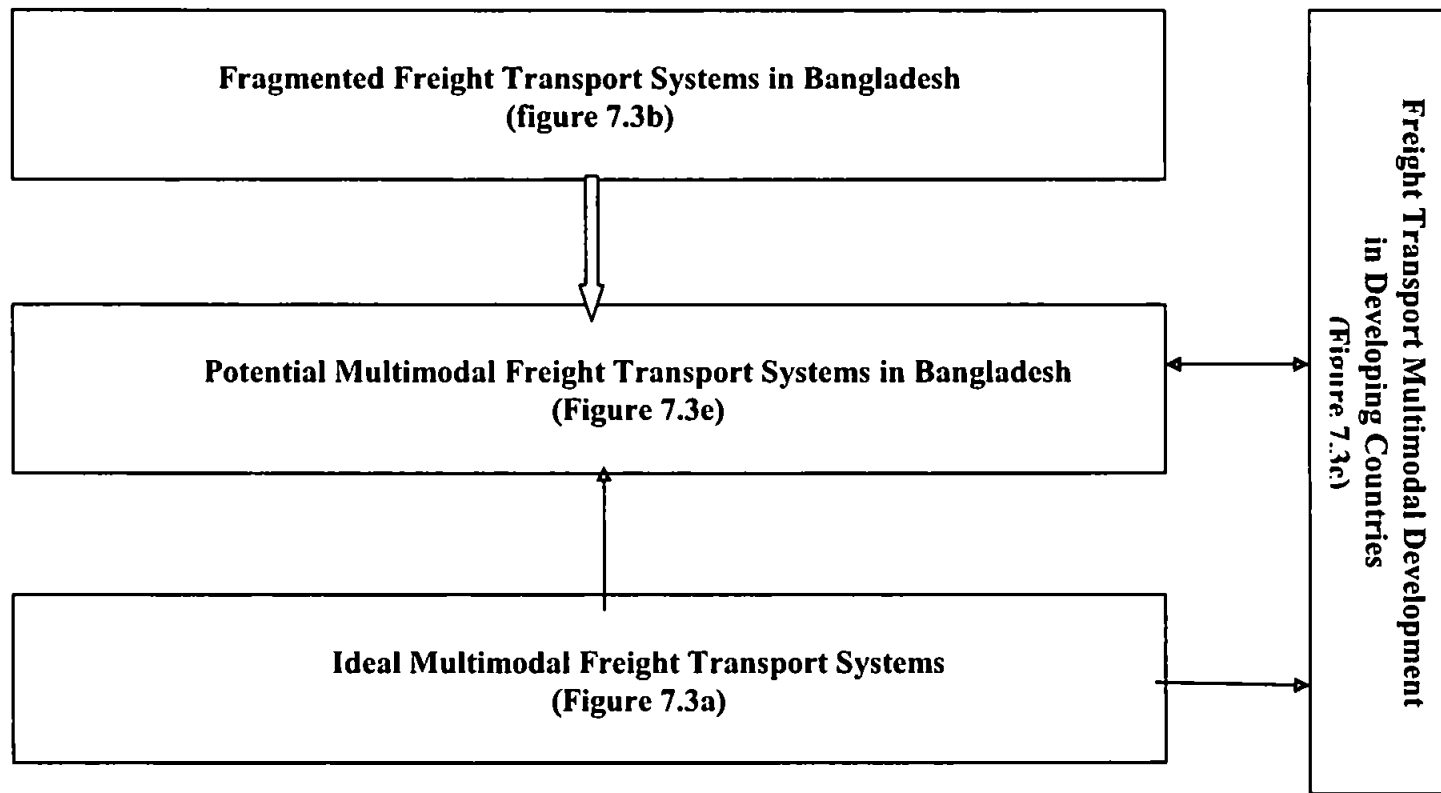 Fragmented Freight Transport Systems in Bangladesh
(figure 7.3b)
Potential Multimodal Freight Transport Systems in Bangladesh
(Figure 7.3e)
Ideal Multimodal Freight Transport Systems
(Figure 7.3a)
Freight Transport Multimodal Development
in Developing Countries
(Figure 7.3c)